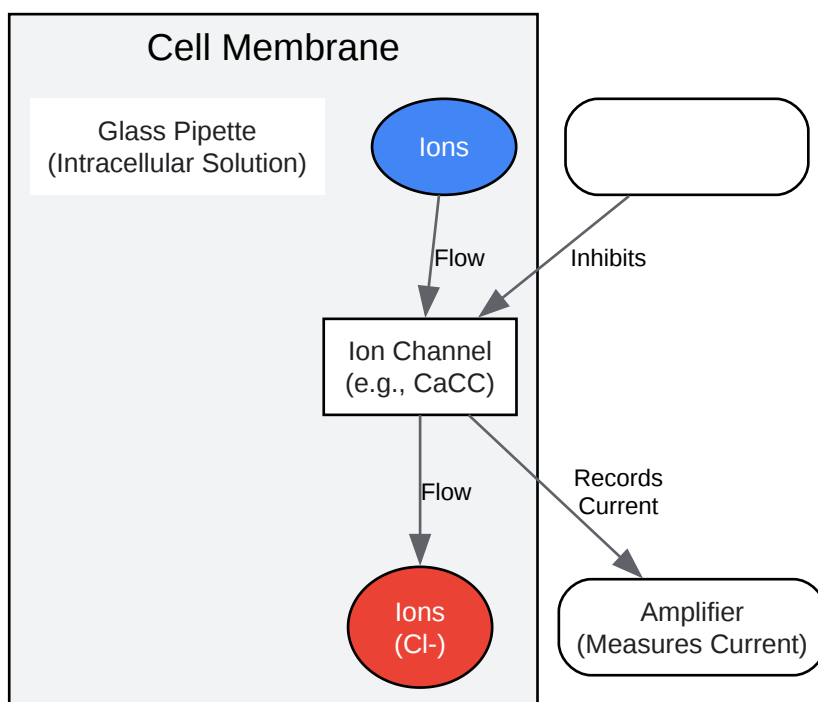 Cell Membrane
Glass Pipette
(Intracellular Solution)
Ions
Flow
Inhibits
Ion Channel
(e.g., CaCC)
Flow
Records
Current
Ions
(Cl-)
Amplifier
(Measures Current)